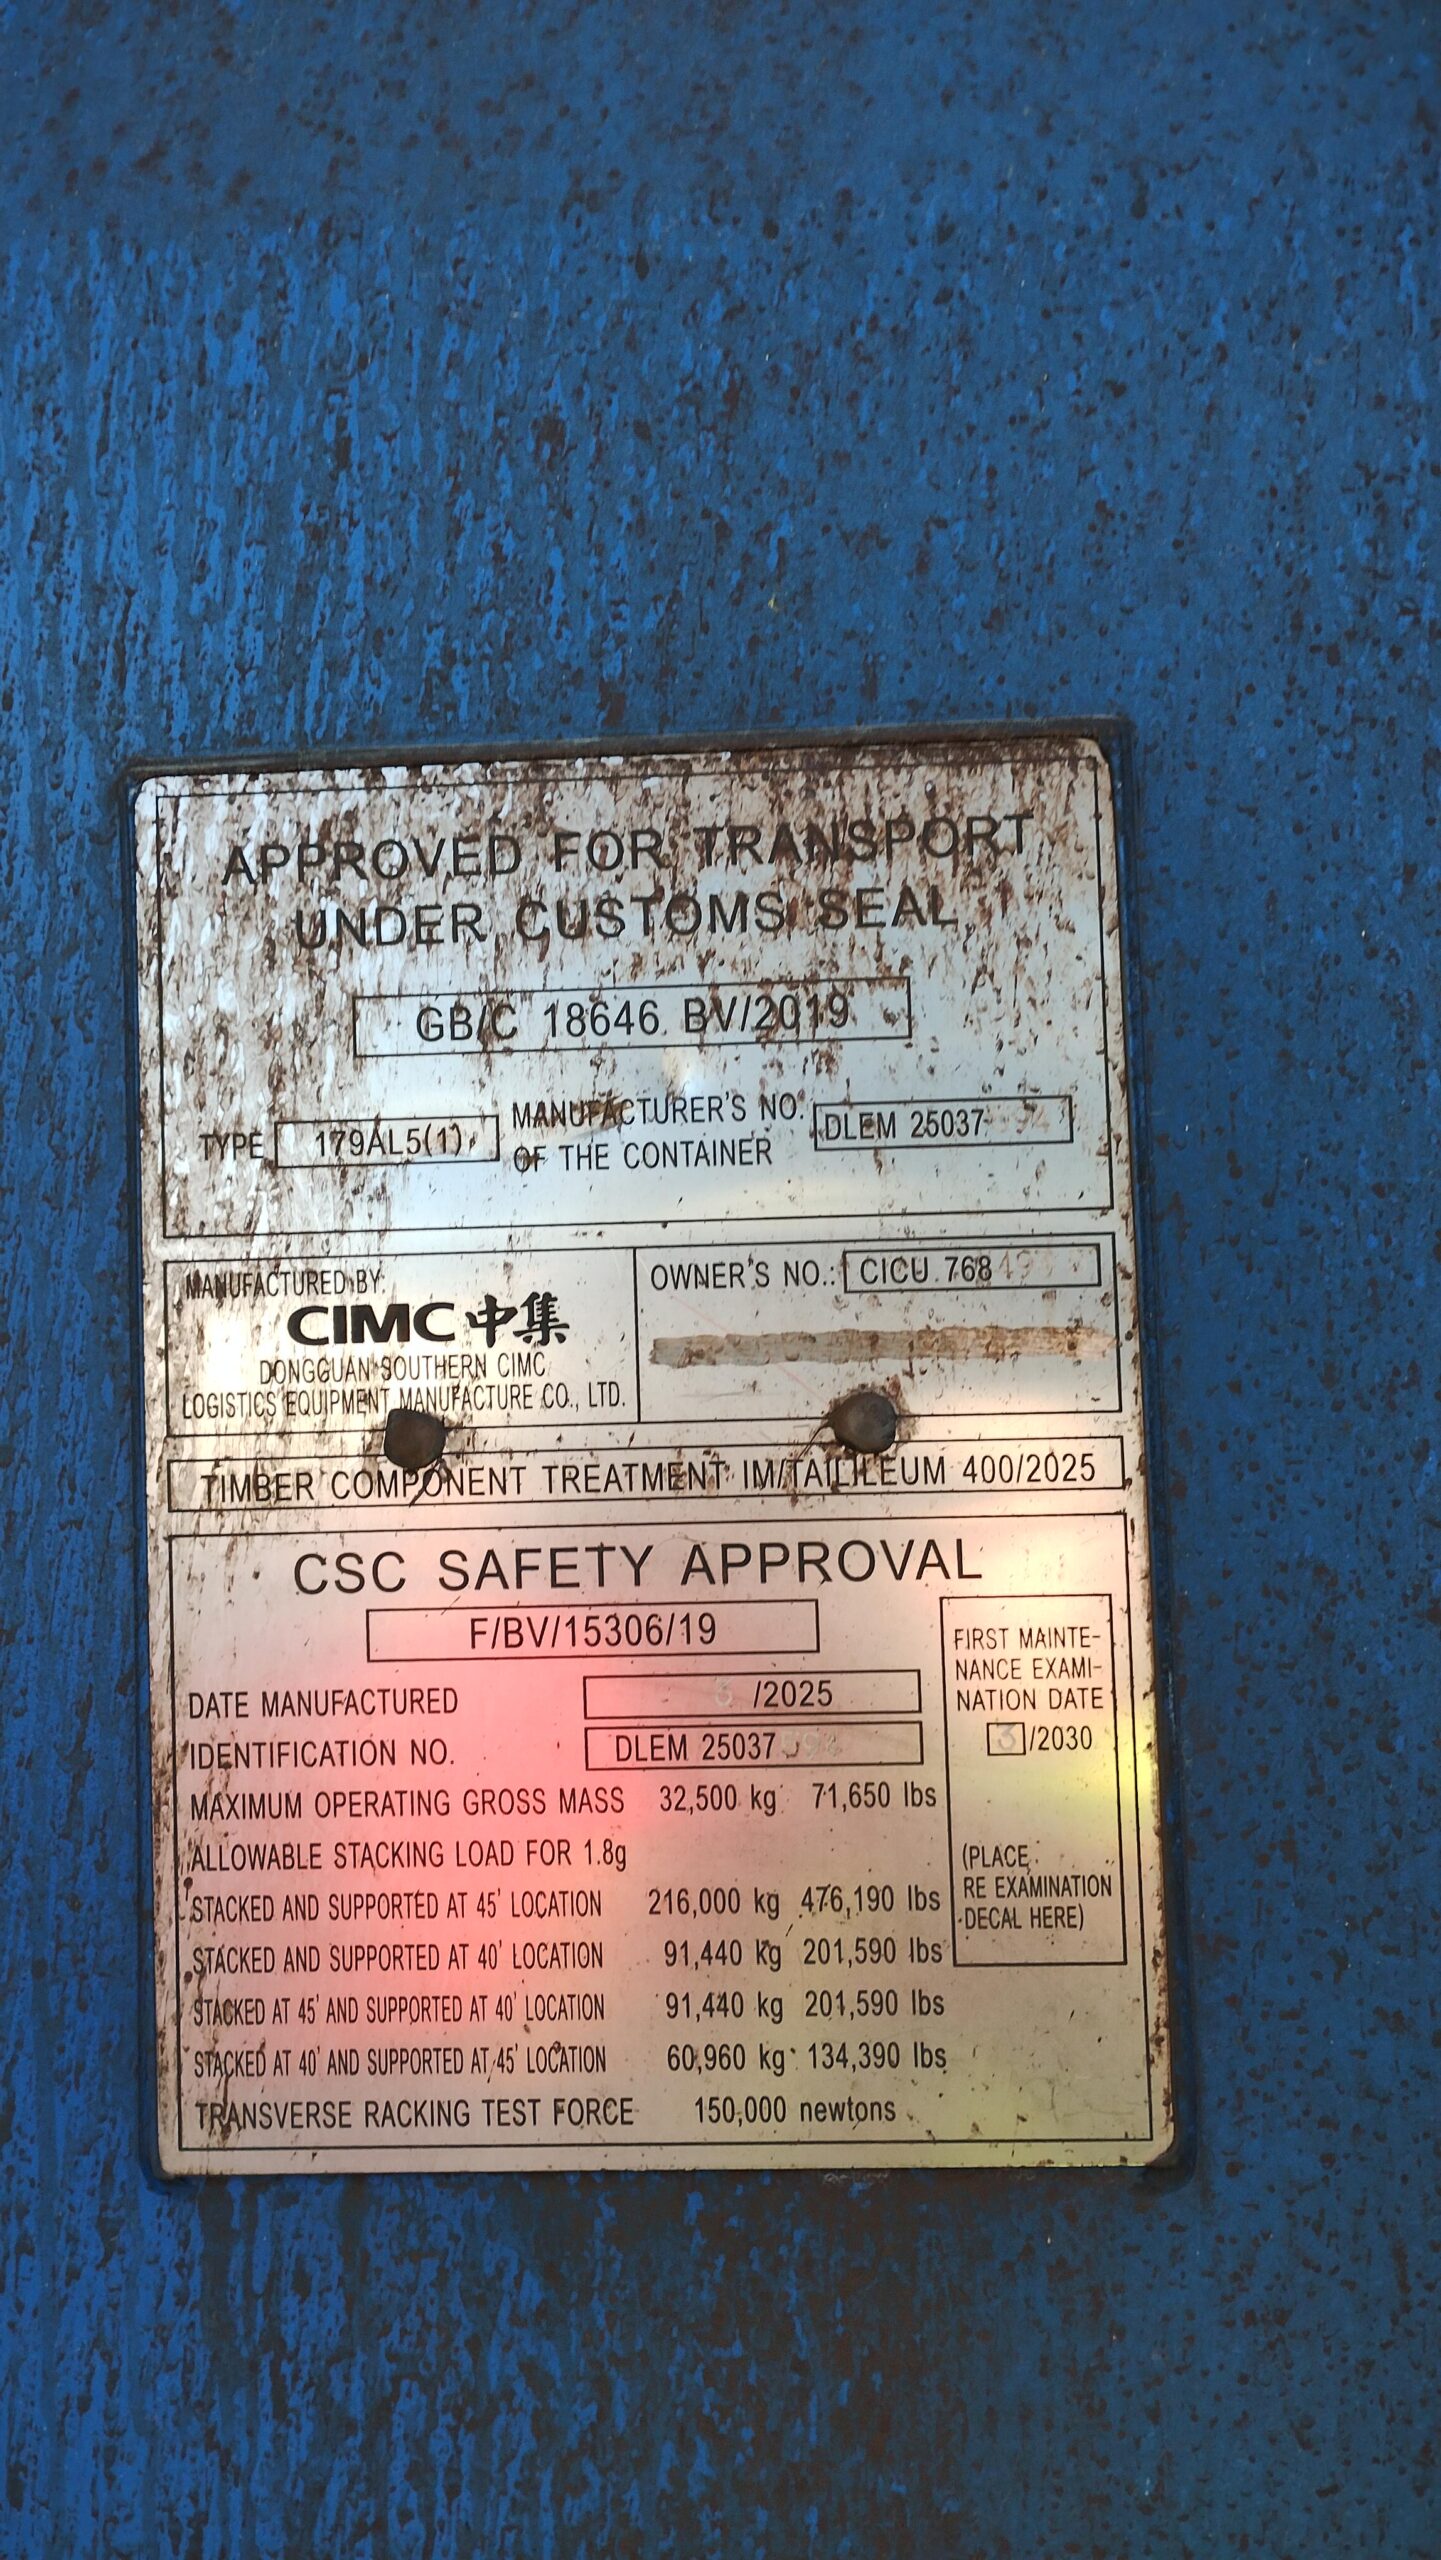 APPROVED FOR TRANSPORT
UNDER CUSTOMS SEAL
GB/C 18646 BV/2019
TYPE 179AL5(1) MANUFACTURER'S NO. OF THE CONTAINER DLEM 25037
MANUFACTURED BY:
CIMC中集
DONGGUAN SOUTHERN CIMC
LOGISTICS EQUIPMENT MANUFACTURE CO., LTD.
OWNER'S NO.: CICU 768
TIMBER COMPONENT TREATMENT IM/TAILILEUM 400/2025
CSC SAFETY APPROVAL
F/BV/15306/19
DATE MANUFACTURED /2025
IDENTIFICATION NO. DLEM 25037
MAXIMUM OPERATING GROSS MASS 32,500 kg 71,650 lbs
ALLOWABLE STACKING LOAD FOR 1.8g
STACKED AND SUPPORTED AT 45' LOCATION 216,000 kg 476,190 lbs
STACKED AND SUPPORTED AT 40' LOCATION 91,440 kg 201,590 lbs
STACKED AT 45' AND SUPPORTED AT 40' LOCATION 91,440 kg 201,590 lbs
STACKED AT 40' AND SUPPORTED AT 45' LOCATION 60,960 kg 134,390 lbs
TRANSVERSE RACKING TEST FORCE 150,000 newtons
FIRST MAINTE-
NANCE EXAMI-
NATION DATE
3/2030
(PLACE
RE EXAMINATION
DECAL HERE)